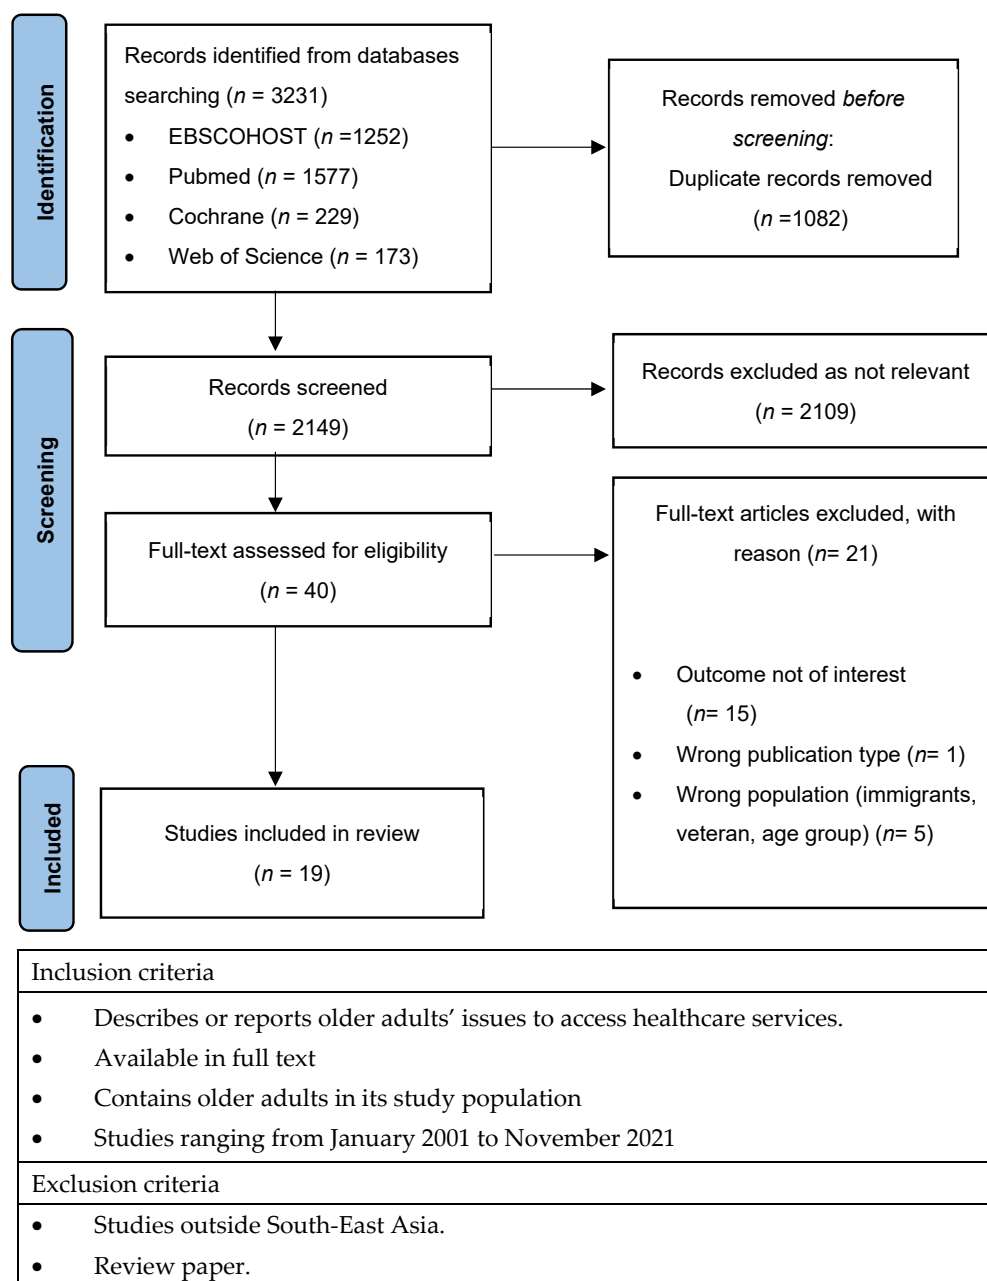 Identification
Records identified from databases
searching (n = 3231)
• EBSCOHOST (n =1252)
• Pubmed (n = 1577)
• Cochrane (n = 229)
• Web of Science (n = 173)
Records removed before
screening:
Duplicate records removed
(n =1082)
Screening
Records screened
(n = 2149)
Records excluded as not relevant
(n = 2109)
Full-text assessed for eligibility
(n = 40)
Full-text articles excluded, with
reason (n= 21)
• Outcome not of interest
(n= 15)
• Wrong publication type (n= 1)
• Wrong population (immigrants,
veteran, age group) (n= 5)
Included
Studies included in review
(n = 19)
Inclusion criteria
• Describes or reports older adults’ issues to access healthcare services.
• Available in full text
• Contains older adults in its study population
• Studies ranging from January 2001 to November 2021
Exclusion criteria
• Studies outside South-East Asia.
• Review paper.